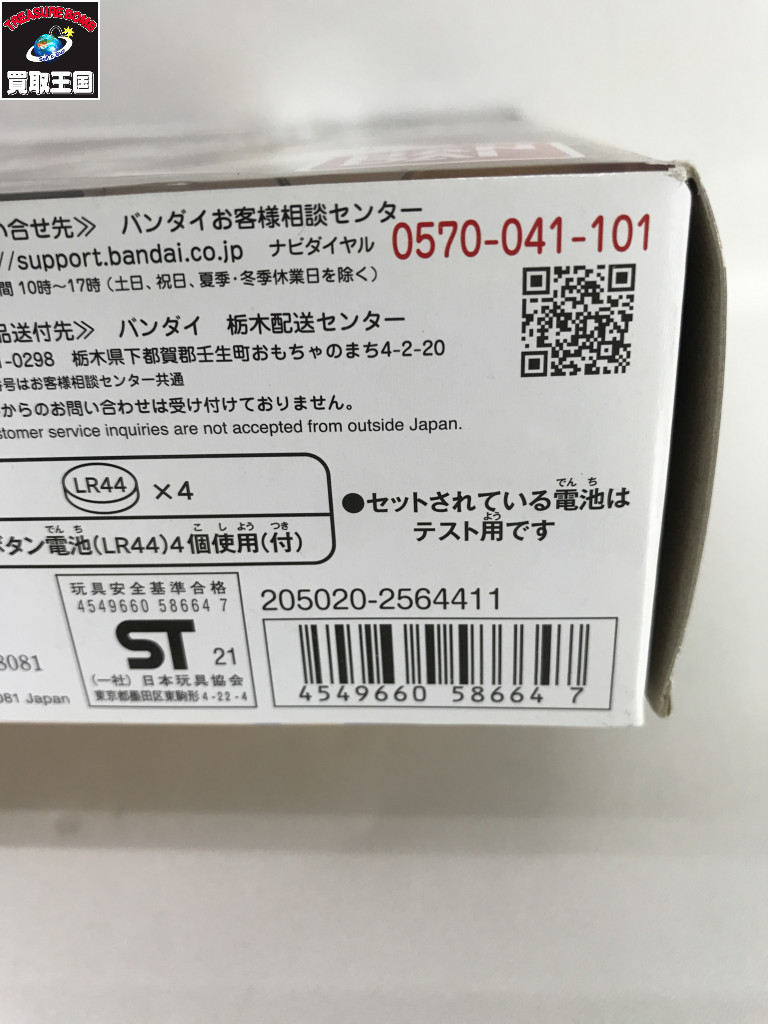 TREASURE BOMB
買取王国
い合せ先≫ バンダイお客様相談センター
//support.bandai.co.jp ナビダイヤル 0570-041-101
間 10時～17時(土日、祝日、夏季・冬季休業日を除く)
品送付先≫ バンダイ 栃木配送センター
1-0298 栃木県下都賀郡壬生町おもちゃのまち4-2-20
番号はお客様相談センター共通
からのお問い合わせは受け付けておりません。
stomer service inquiries are not accepted from outside Japan.
LR44 ×4
ボタン電池(LR44)4個使用(付)
●セットされている電池は
テスト用です
玩具安全基準合格
4549660 58664 7
ST 21
(一社)日本玩具協会
東京都墨田区東駒形4-22-4
8081
081 Japan
205020-2564411
4549660 58664 7